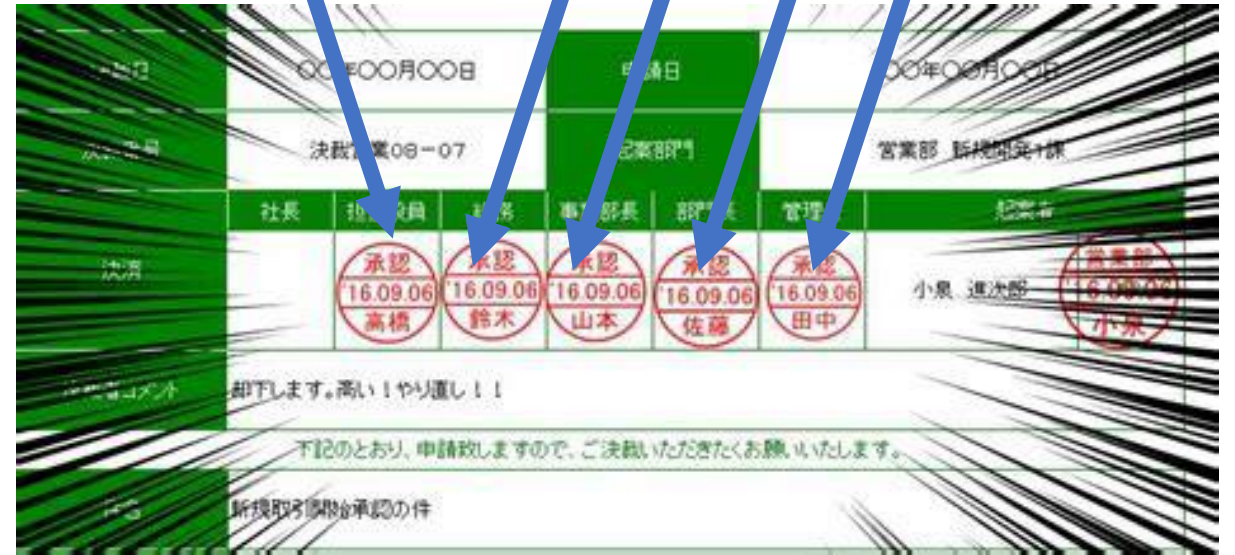 〇〇年〇〇月〇〇日 申請日 〇〇年〇〇月〇〇日
決裁営業08-07 起案部門 営業部 新規開発1課
社長 担当役員 総務 事業部長 部門長 管理 起案者
決済
承認 '16.09.06 高橋
承認 '16.09.06 鈴木
承認 '16.09.06 山本
承認 '16.09.06 佐藤
承認 '16.09.06 田中
小泉 進次郎
営業部 '16.09.06 小泉
コメント 却下します。高い!やり直し!!
下記のとおり、申請致しますので、ご決裁いただきたくお願いいたします。
新規取引開始承認の件